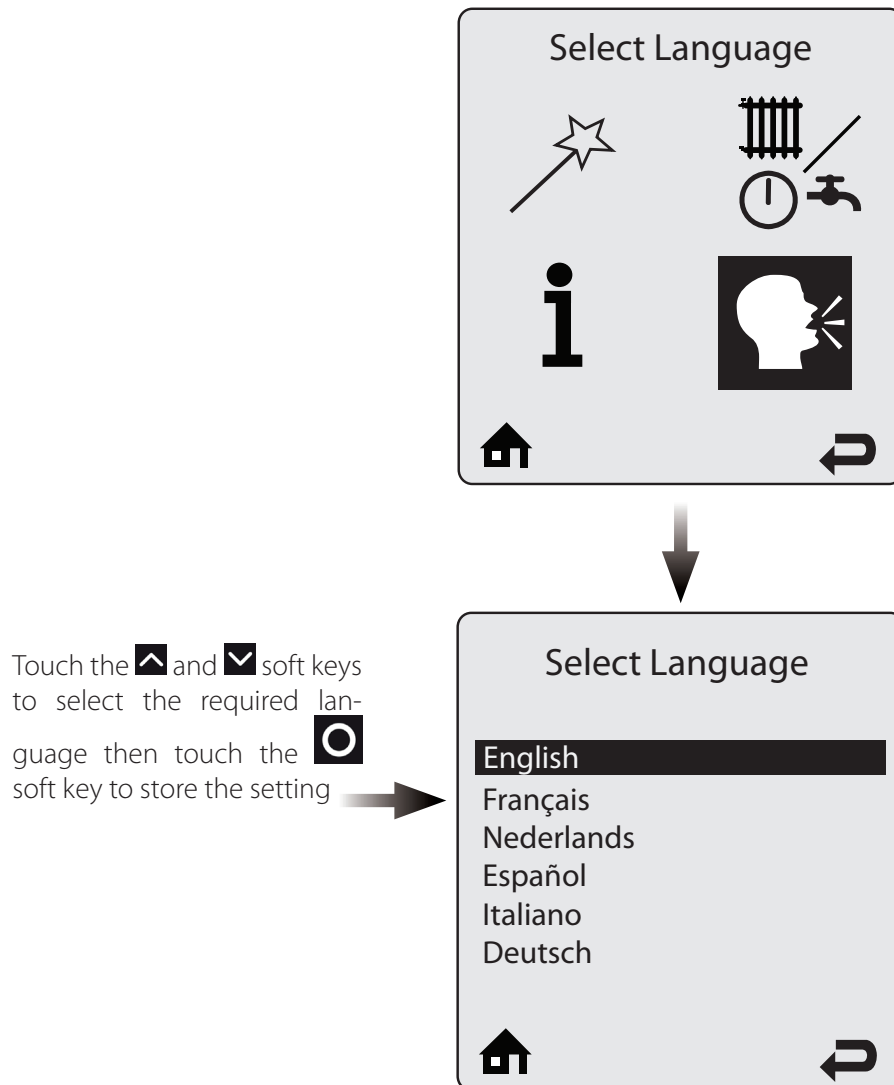 Select Language
Touch the and soft keys
to select the required lan-
guage then touch the
soft key to store the setting
Select Language
English
Français
Nederlands
Español
Italiano
Deutsch